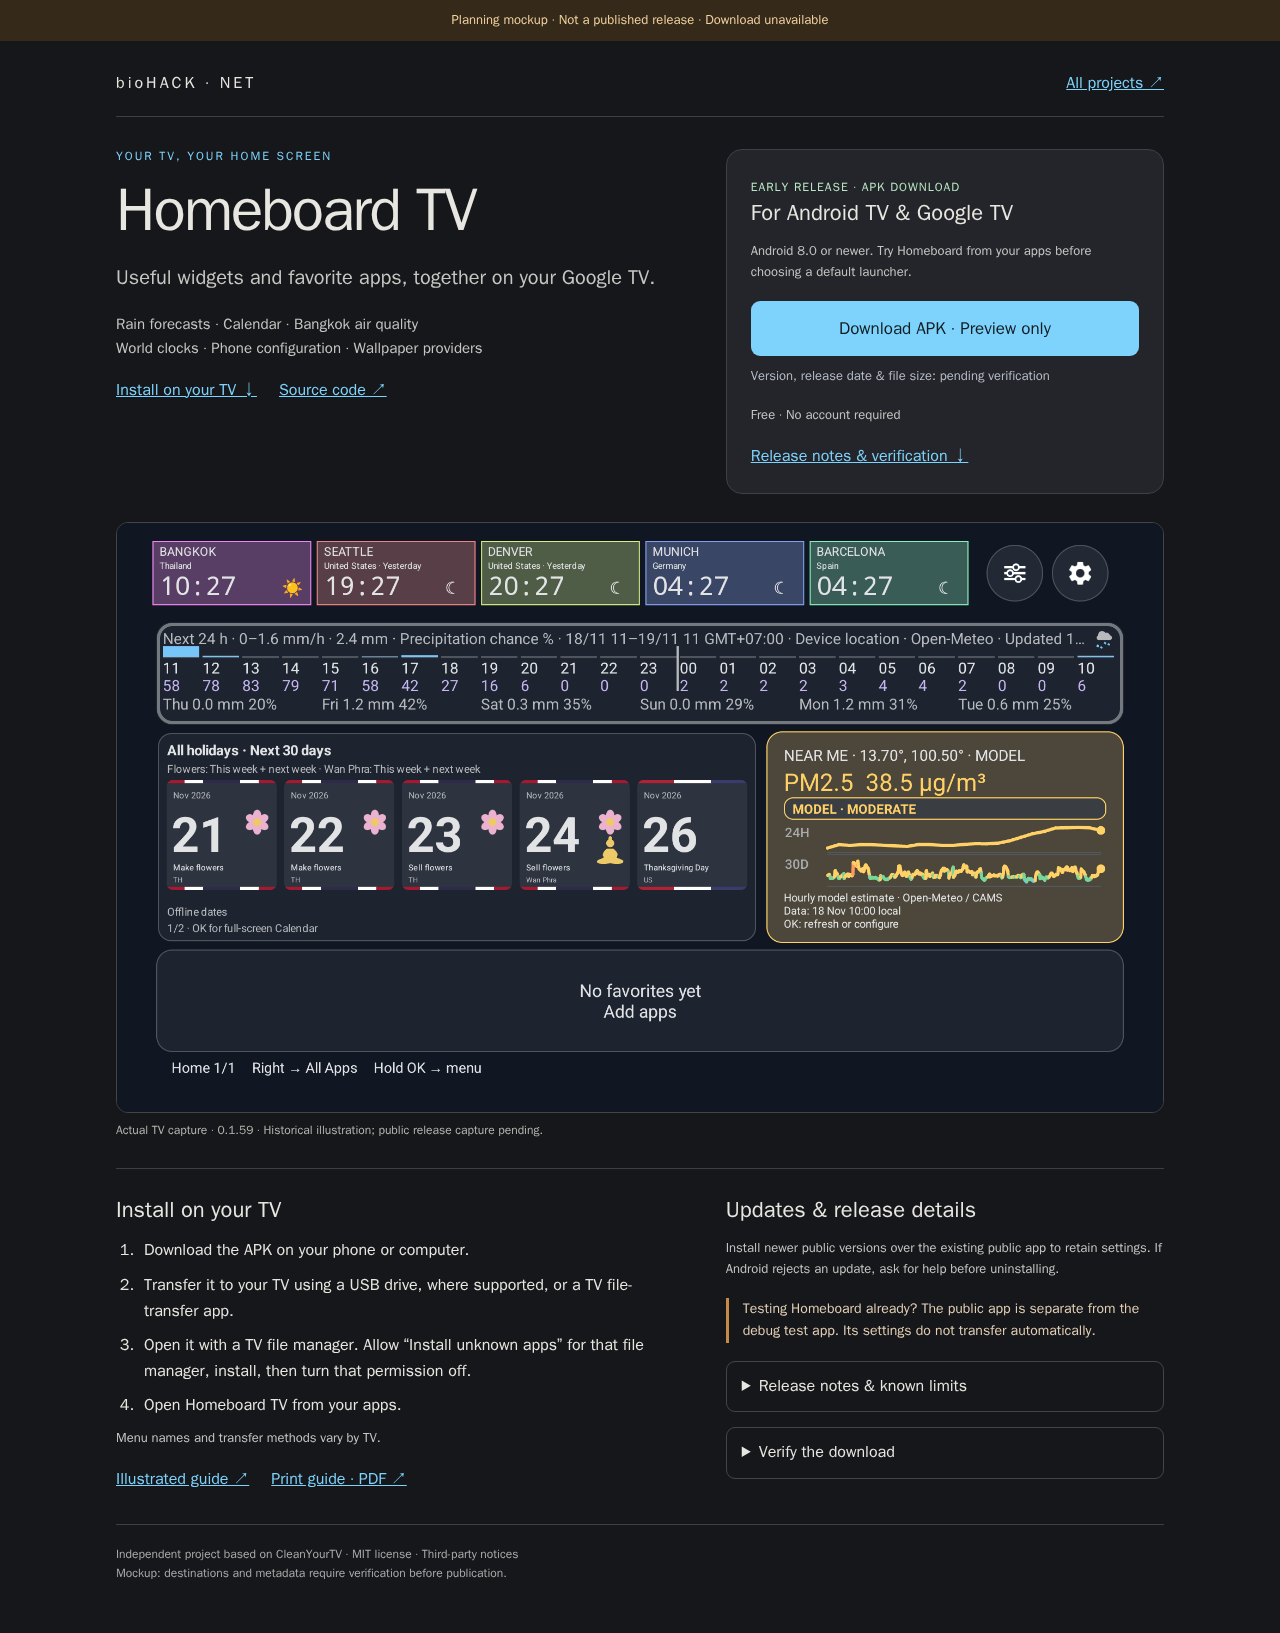 Planning mockup · Not a published release · Download unavailable
bioHACK · NET
All projects ↗
YOUR TV, YOUR HOME SCREEN
Homeboard TV
Useful widgets and favorite apps, together on your Google TV.
Rain forecasts · Calendar · Bangkok air quality
World clocks · Phone configuration · Wallpaper providers
Install on your TV ↓ Source code ↗
EARLY RELEASE · APK DOWNLOAD
For Android TV & Google TV
Android 8.0 or newer. Try Homeboard from your apps before
choosing a default launcher.
Download APK · Preview only
Version, release date & file size: pending verification
Free · No account required
Release notes & verification ↓
BANGKOK
Thailand
10:27
SEATTLE
United States · Yesterday
19:27
DENVER
United States · Yesterday
20:27
MUNICH
Germany
04:27
BARCELONA
Spain
04:27
Next 24 h · 0–1.6 mm/h · 2.4 mm · Precipitation chance % · 18/11 11–19/11 11 GMT+07:00 · Device location · Open-Meteo · Updated 1…
11 12 13 14 15 16 17 18 19 20 21 22 23 00 01 02 03 04 05 06 07 08 09 10
58 78 83 79 71 58 42 27 16 6 0 0 0 2 2 2 2 3 4 4 2 0 0 6
Thu 0.0 mm 20% Fri 1.2 mm 42% Sat 0.3 mm 35% Sun 0.0 mm 29% Mon 1.2 mm 31% Tue 0.6 mm 25%
All holidays · Next 30 days
Flowers: This week + next week · Wan Phra: This week + next week
Nov 2026
21
Make flowers
TH
Nov 2026
22
Make flowers
TH
Nov 2026
23
Sell flowers
TH
Nov 2026
24
Sell flowers
Wan Phra
Nov 2026
26
Thanksgiving Day
US
Offline dates
1/2 · OK for full-screen Calendar
NEAR ME · 13.70°, 100.50° · MODEL
PM2.5 38.5 µg/m³
MODEL · MODERATE
24H
30D
Hourly model estimate · Open-Meteo / CAMS
Data: 18 Nov 10:00 local
OK: refresh or configure
No favorites yet
Add apps
Home 1/1 Right → All Apps Hold OK → menu
Actual TV capture · 0.1.59 · Historical illustration; public release capture pending.
Install on your TV
1. Download the APK on your phone or computer.
2. Transfer it to your TV using a USB drive, where supported, or a TV file-
transfer app.
3. Open it with a TV file manager. Allow “Install unknown apps” for that file
manager, install, then turn that permission off.
4. Open Homeboard TV from your apps.
Menu names and transfer methods vary by TV.
Illustrated guide ↗ Print guide · PDF ↗
Updates & release details
Install newer public versions over the existing public app to retain settings. If
Android rejects an update, ask for help before uninstalling.
Testing Homeboard already? The public app is separate from the
debug test app. Its settings do not transfer automatically.
▶ Release notes & known limits
▶ Verify the download
Independent project based on CleanYourTV · MIT license · Third-party notices
Mockup: destinations and metadata require verification before publication.